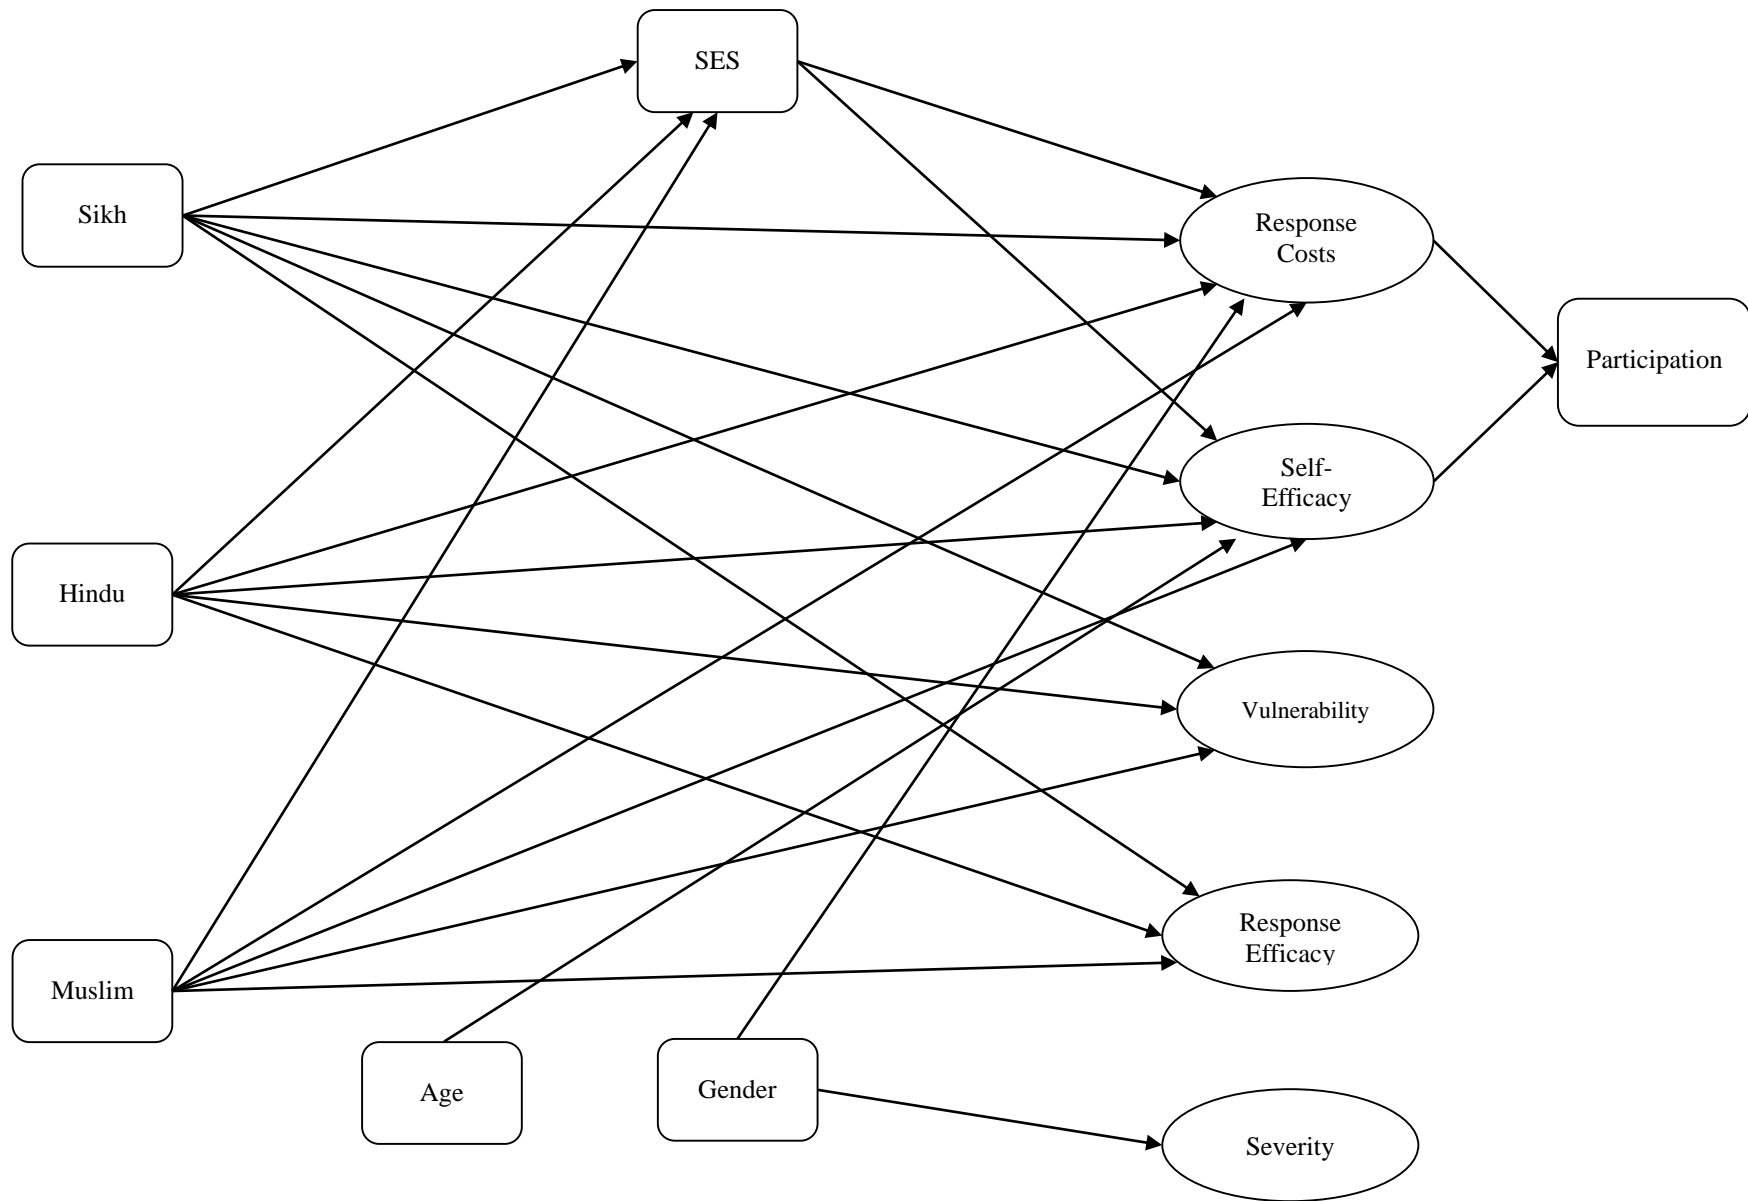 SES
Sikh
Response
Costs
Participation
Self-
Efficacy
Hindu
Vulnerability
Response
Efficacy
Muslim
Age
Gender
Severity